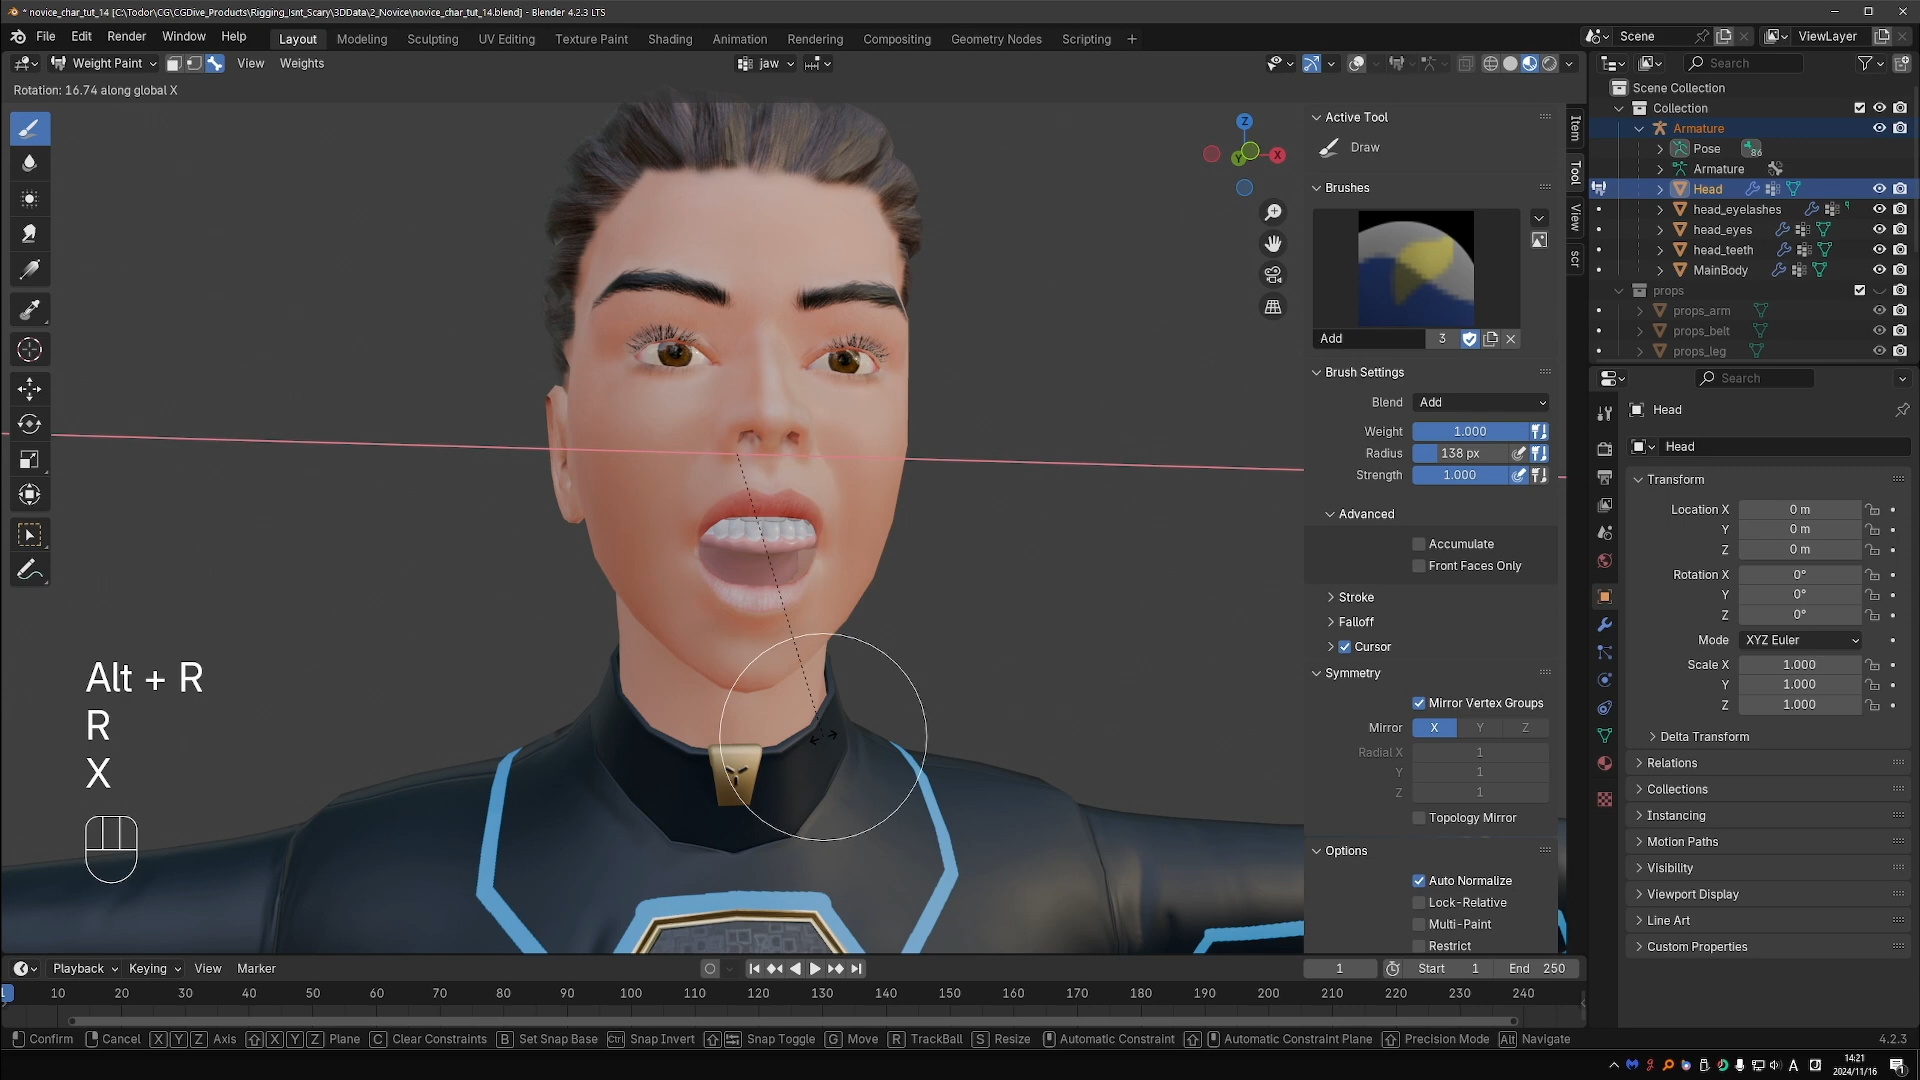 * novice_char_tut_14 [C:\Todor\CG\CGDive_Products\Rigging_Isnt_Scary\3DData\2_Novice\novice_char_tut_14.blend] - Blender 4.2.3 LTS
File Edit Render Window Help Layout Modeling Sculpting UV Editing Texture Paint Shading Animation Rendering Compositing Geometry Nodes Scripting + Scene ViewLayer
Weight Paint View Weights jaw Search
Rotation: 16.74 along global X
Scene Collection
Collection
Armature
Pose 86
Armature
Head
head_eyelashes
head_eyes
head_teeth
MainBody
props
props_arm
props_belt
props_leg
Z
X
Y
Item
Tool
View
scr
Active Tool
Draw
Brushes
Add 3
Brush Settings
Blend Add
Weight 1.000
Radius 138 px
Strength 1.000
Advanced
Accumulate
Front Faces Only
Stroke
Falloff
Cursor
Symmetry
Mirror Vertex Groups
Mirror X Y Z
Radial X 1
Y 1
Z 1
Topology Mirror
Options
Auto Normalize
Lock-Relative
Multi-Paint
Restrict
Search
Head
Head
Transform
Location X 0 m
Y 0 m
Z 0 m
Rotation X 0°
Y 0°
Z 0°
Mode XYZ Euler
Scale X 1.000
Y 1.000
Z 1.000
Delta Transform
Relations
Collections
Instancing
Motion Paths
Visibility
Viewport Display
Line Art
Custom Properties
Alt + R
R
X
Playback Keying View Marker 1 Start 1 End 250
1 10 20 30 40 50 60 70 80 90 100 110 120 130 140 150 160 170 180 190 200 210 220 230 240
Confirm Cancel X Y Z Axis X Y Z Plane C Clear Constraints B Set Snap Base Ctrl Snap Invert Snap Toggle G Move R TrackBall S Resize Automatic Constraint Automatic Constraint Plane Precision Mode Alt Navigate 4.2.3
A 14:21
2024/11/16